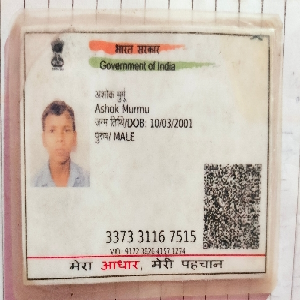 भारत सरकार
Government of India
अशोक मुर्मू
Ashok Murmu
जन्म तिथि/DOB: 10/03/2001
पुरुष/ MALE
3373 3116 7515
VID:
मेरा आधार, मेरी पहचान